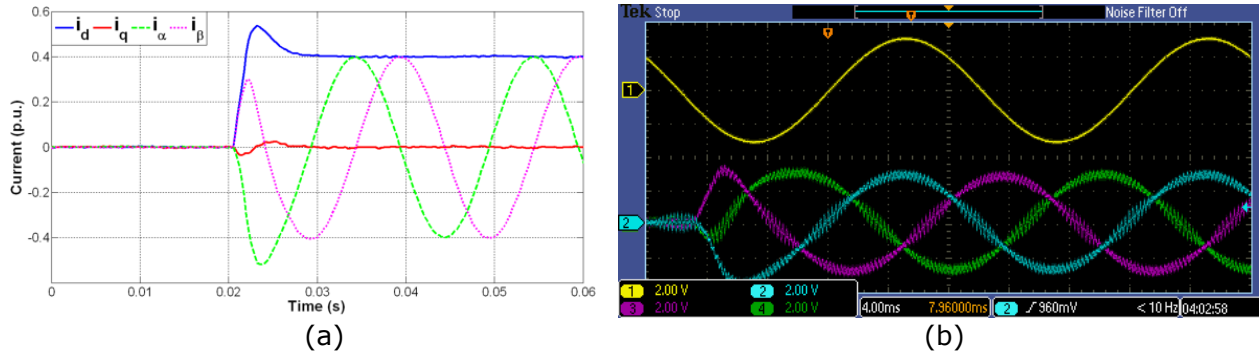 i_d i_q i_α i_β
0.6
0.4
0.2
0
-0.2
-0.4
Current (p.u.)
0 0.01 0.02 0.03 0.04 0.05 0.06
Time (s)
(a)
Tek Stop
Noise Filter Off
T
T
1
2
1 2.00 V 2 2.00 V
3 2.00 V 4 2.00 V
4.00ms 7.96000ms
2 960mV
< 10 Hz
04:02:58
(b)